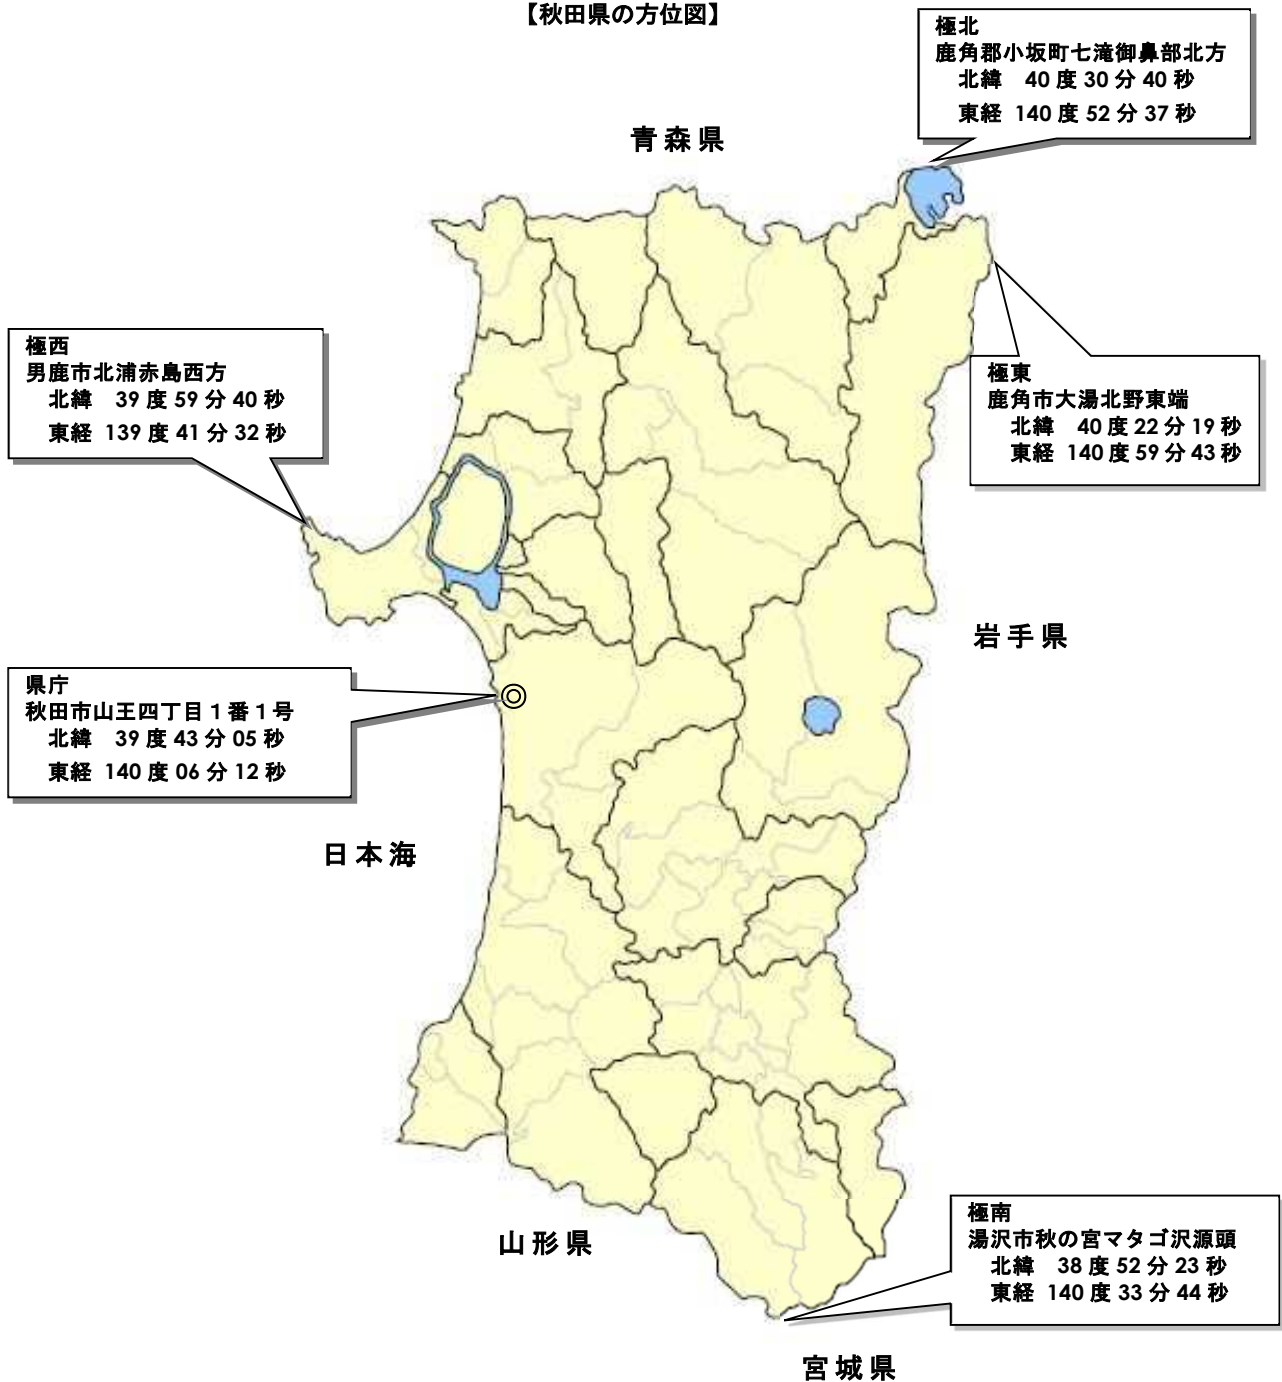 【秋田県の方位図】
極北
鹿角郡小坂町七滝御鼻部北方
北緯 40 度 30 分 40 秒
東経 140 度 52 分 37 秒
青森県
極西
男鹿市北浦赤島西方
北緯 39 度 59 分 40 秒
東経 139 度 41 分 32 秒
極東
鹿角市大湯北野東端
北緯 40 度 22 分 19 秒
東経 140 度 59 分 43 秒
岩手県
県庁
秋田市山王四丁目1番1号
北緯 39 度 43 分 05 秒
東経 140 度 06 分 12 秒
日本海
極南
湯沢市秋の宮マタゴ沢源頭
北緯 38 度 52 分 23 秒
東経 140 度 33 分 44 秒
山形県
宮城県